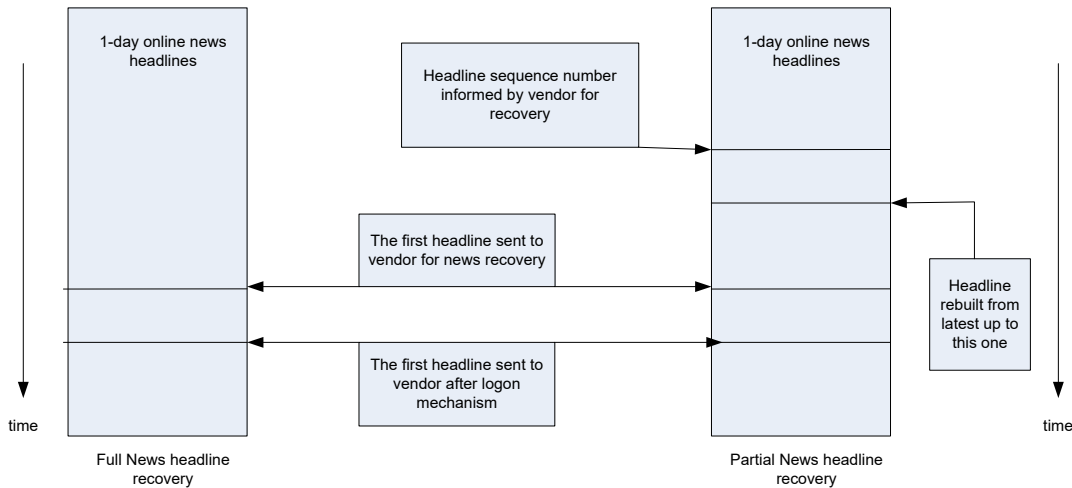 1-day online news
headlines
Headline sequence number
informed by vendor for
recovery
1-day online news
headlines
The first headline sent to
vendor for news recovery
Headline
rebuilt from
latest up to
this one
The first headline sent to
vendor after logon
mechanism
time
time
Full News headline
recovery
Partial News headline
recovery